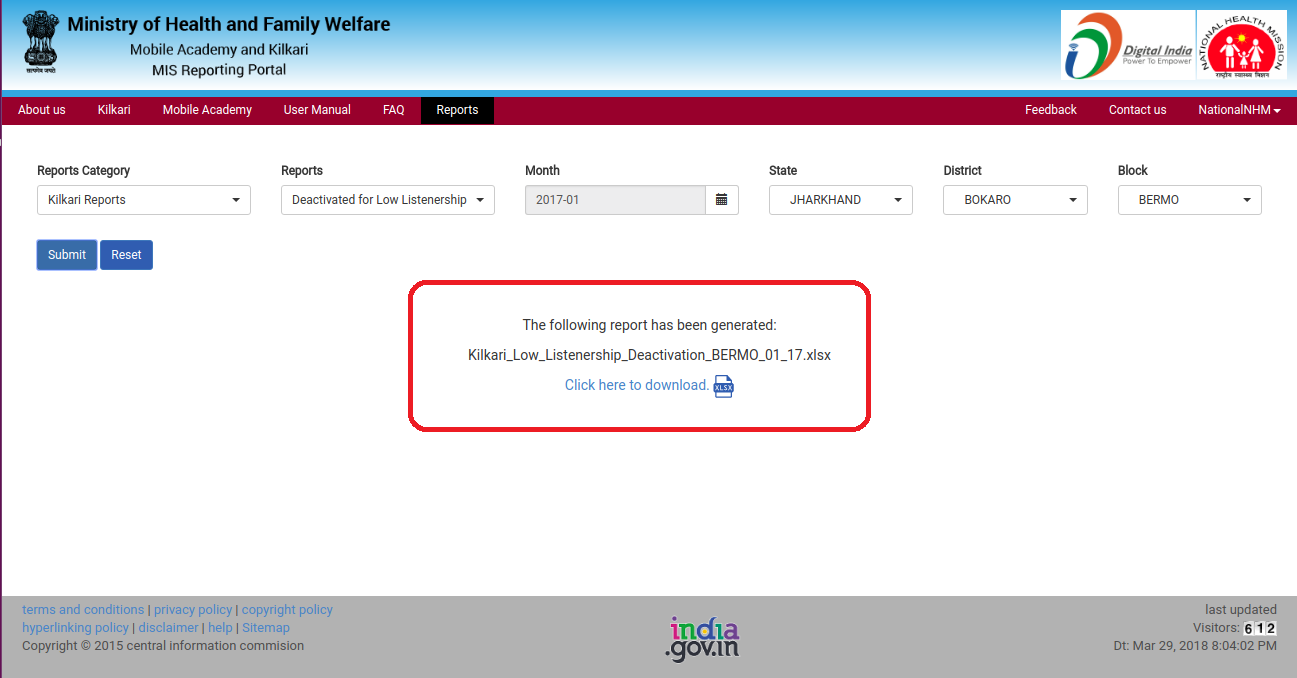 Ministry of Health and Family Welfare
Mobile Academy and Kilkari
MIS Reporting Portal
सत्यमेव जयते
Digital India
Power To Empower
NATIONAL HEALTH MISSION
राष्ट्रीय स्वास्थ्य मिशन
About us Kilkari Mobile Academy User Manual FAQ Reports Feedback Contact us NationalNHM
Reports Category Reports Month State District Block
Kilkari Reports Deactivated for Low Listenership 2017-01 JHARKHAND BOKARO BERMO
Submit Reset
The following report has been generated:
Kilkari_Low_Listenership_Deactivation_BERMO_01_17.xlsx
Click here to download. XLSX
terms and conditions | privacy policy | copyright policy
hyperlinking policy | disclaimer | help | Sitemap
Copyright © 2015 central information commision
india
.gov.in
last updated
Visitors: 612
Dt: Mar 29, 2018 8:04:02 PM